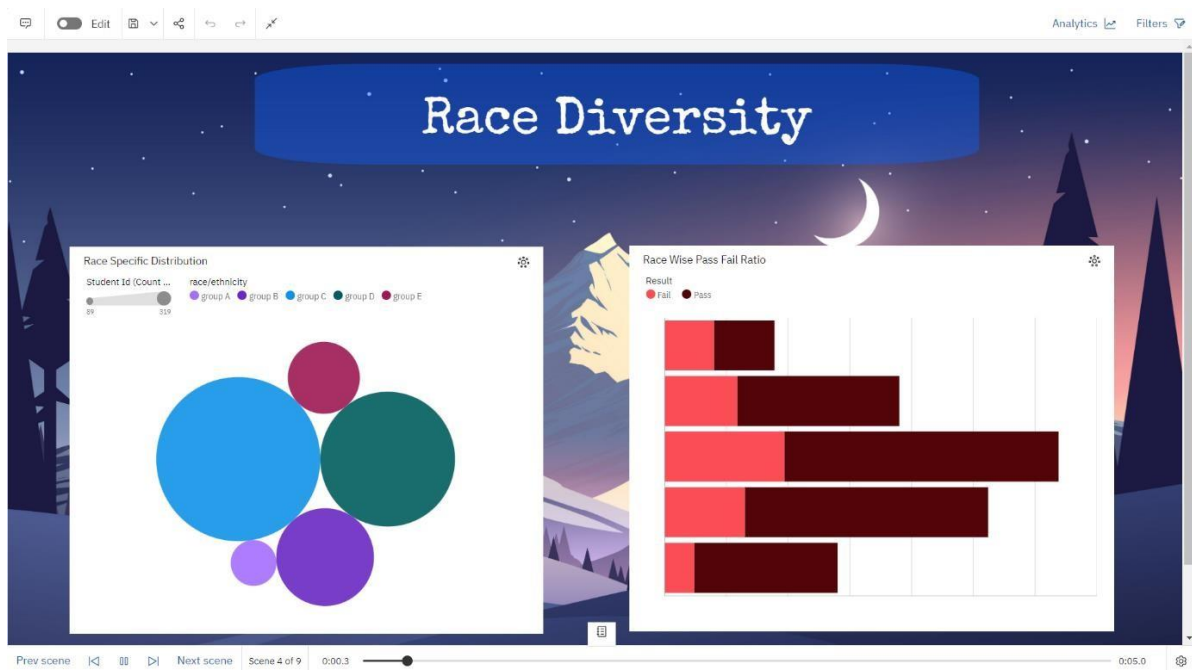 Edit
Analytics
Filters
Race Diversity
Race Specific Distribution
Student Id (Count ...
race/ethnicity
group A group B group C group D group E
89 319
Race Wise Pass Fail Ratio
Result
Fail Pass
Prev scene Next scene Scene 4 of 9 0:00.3 0:05.0